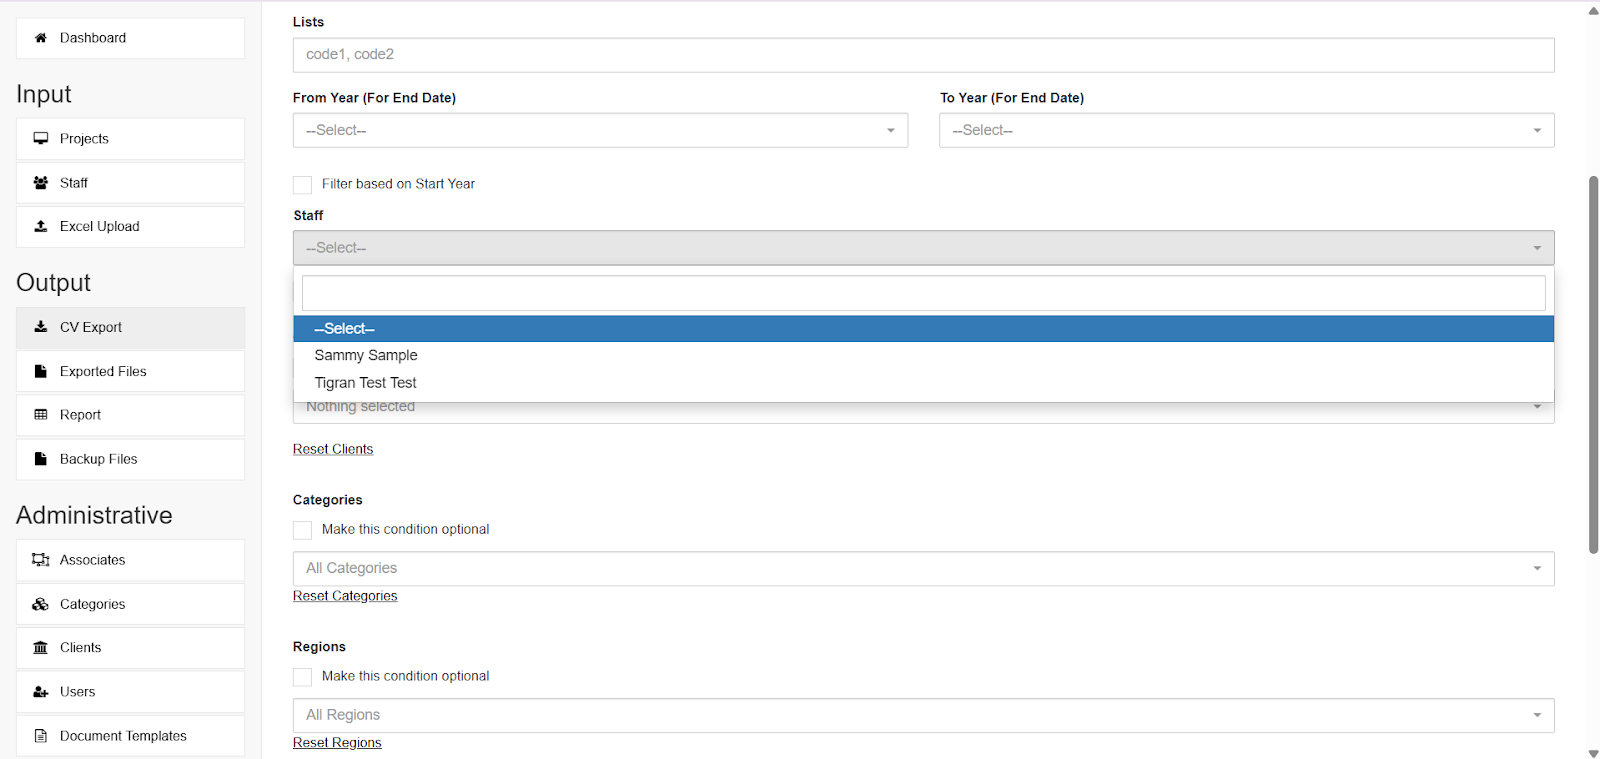 Dashboard
Input
Projects
Staff
Excel Upload
Output
CV Export
Exported Files
Report
Backup Files
Administrative
Associates
Categories
Clients
Users
Document Templates
Lists
code1, code2
From Year (For End Date)
To Year (For End Date)
--Select--
--Select--
Filter based on Start Year
Staff
--Select--
--Select--
Sammy Sample
Tigran Test Test
Nothing selected
Reset Clients
Categories
Make this condition optional
All Categories
Reset Categories
Regions
Make this condition optional
All Regions
Reset Regions